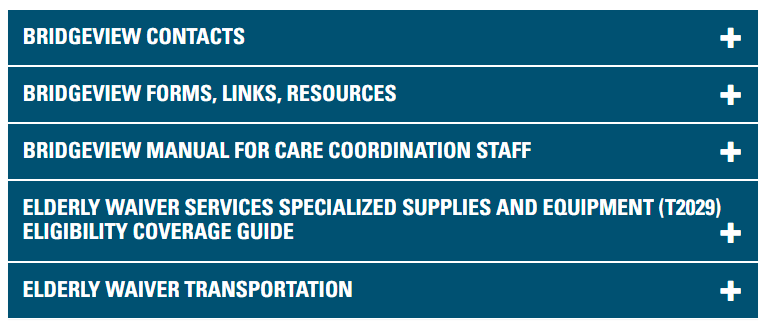 BRIDGEVIEW CONTACTS
BRIDGEVIEW FORMS, LINKS, RESOURCES
BRIDGEVIEW MANUAL FOR CARE COORDINATION STAFF
ELDERLY WAIVER SERVICES SPECIALIZED SUPPLIES AND EQUIPMENT (T2029)
ELIGIBILITY COVERAGE GUIDE
ELDERLY WAIVER TRANSPORTATION